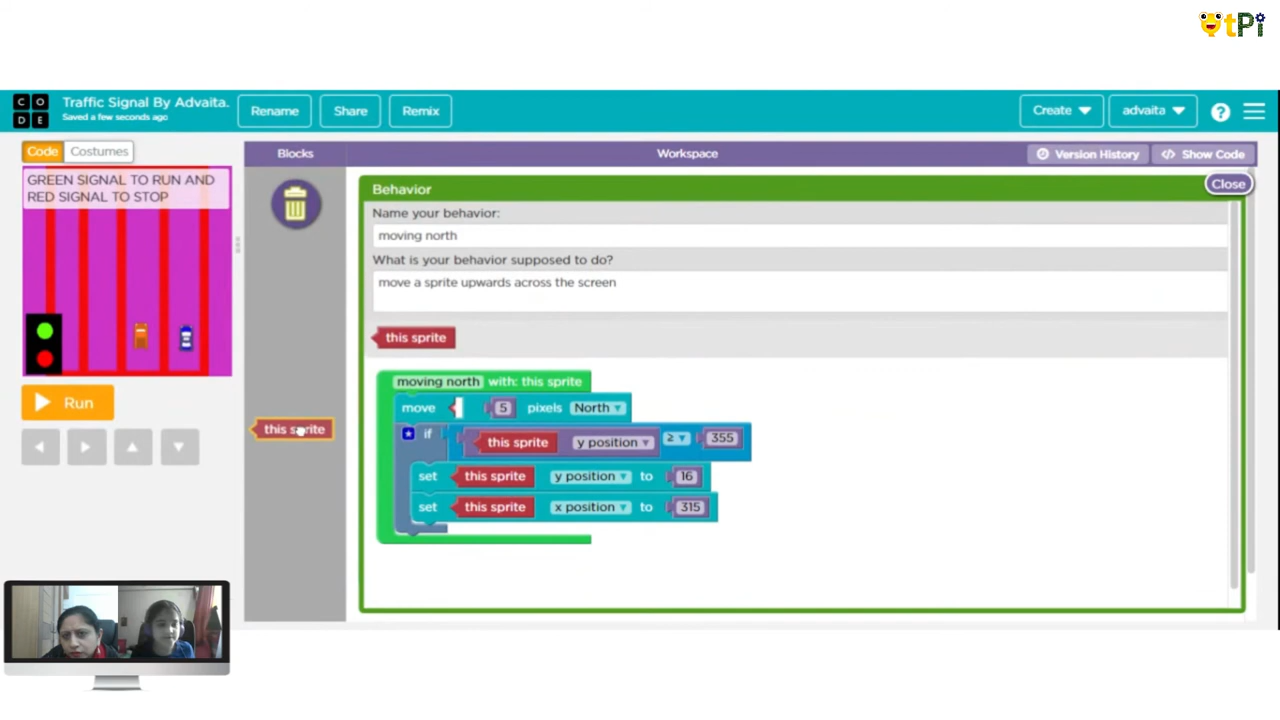 UtPi
CODE
Traffic Signal By Advaita.
Saved a few seconds ago
Rename
Share
Remix
Create
advaita
?
Code
Costumes
Blocks
Workspace
Version History
</> Show Code
GREEN SIGNAL TO RUN AND
RED SIGNAL TO STOP
Run
Behavior
Close
Name your behavior:
moving north
What is your behavior supposed to do?
move a sprite upwards across the screen
this sprite
this sprite
moving north with: this sprite
move 5 pixels North
if this sprite y position ≥ 355
set this sprite y position to 16
set this sprite x position to 315